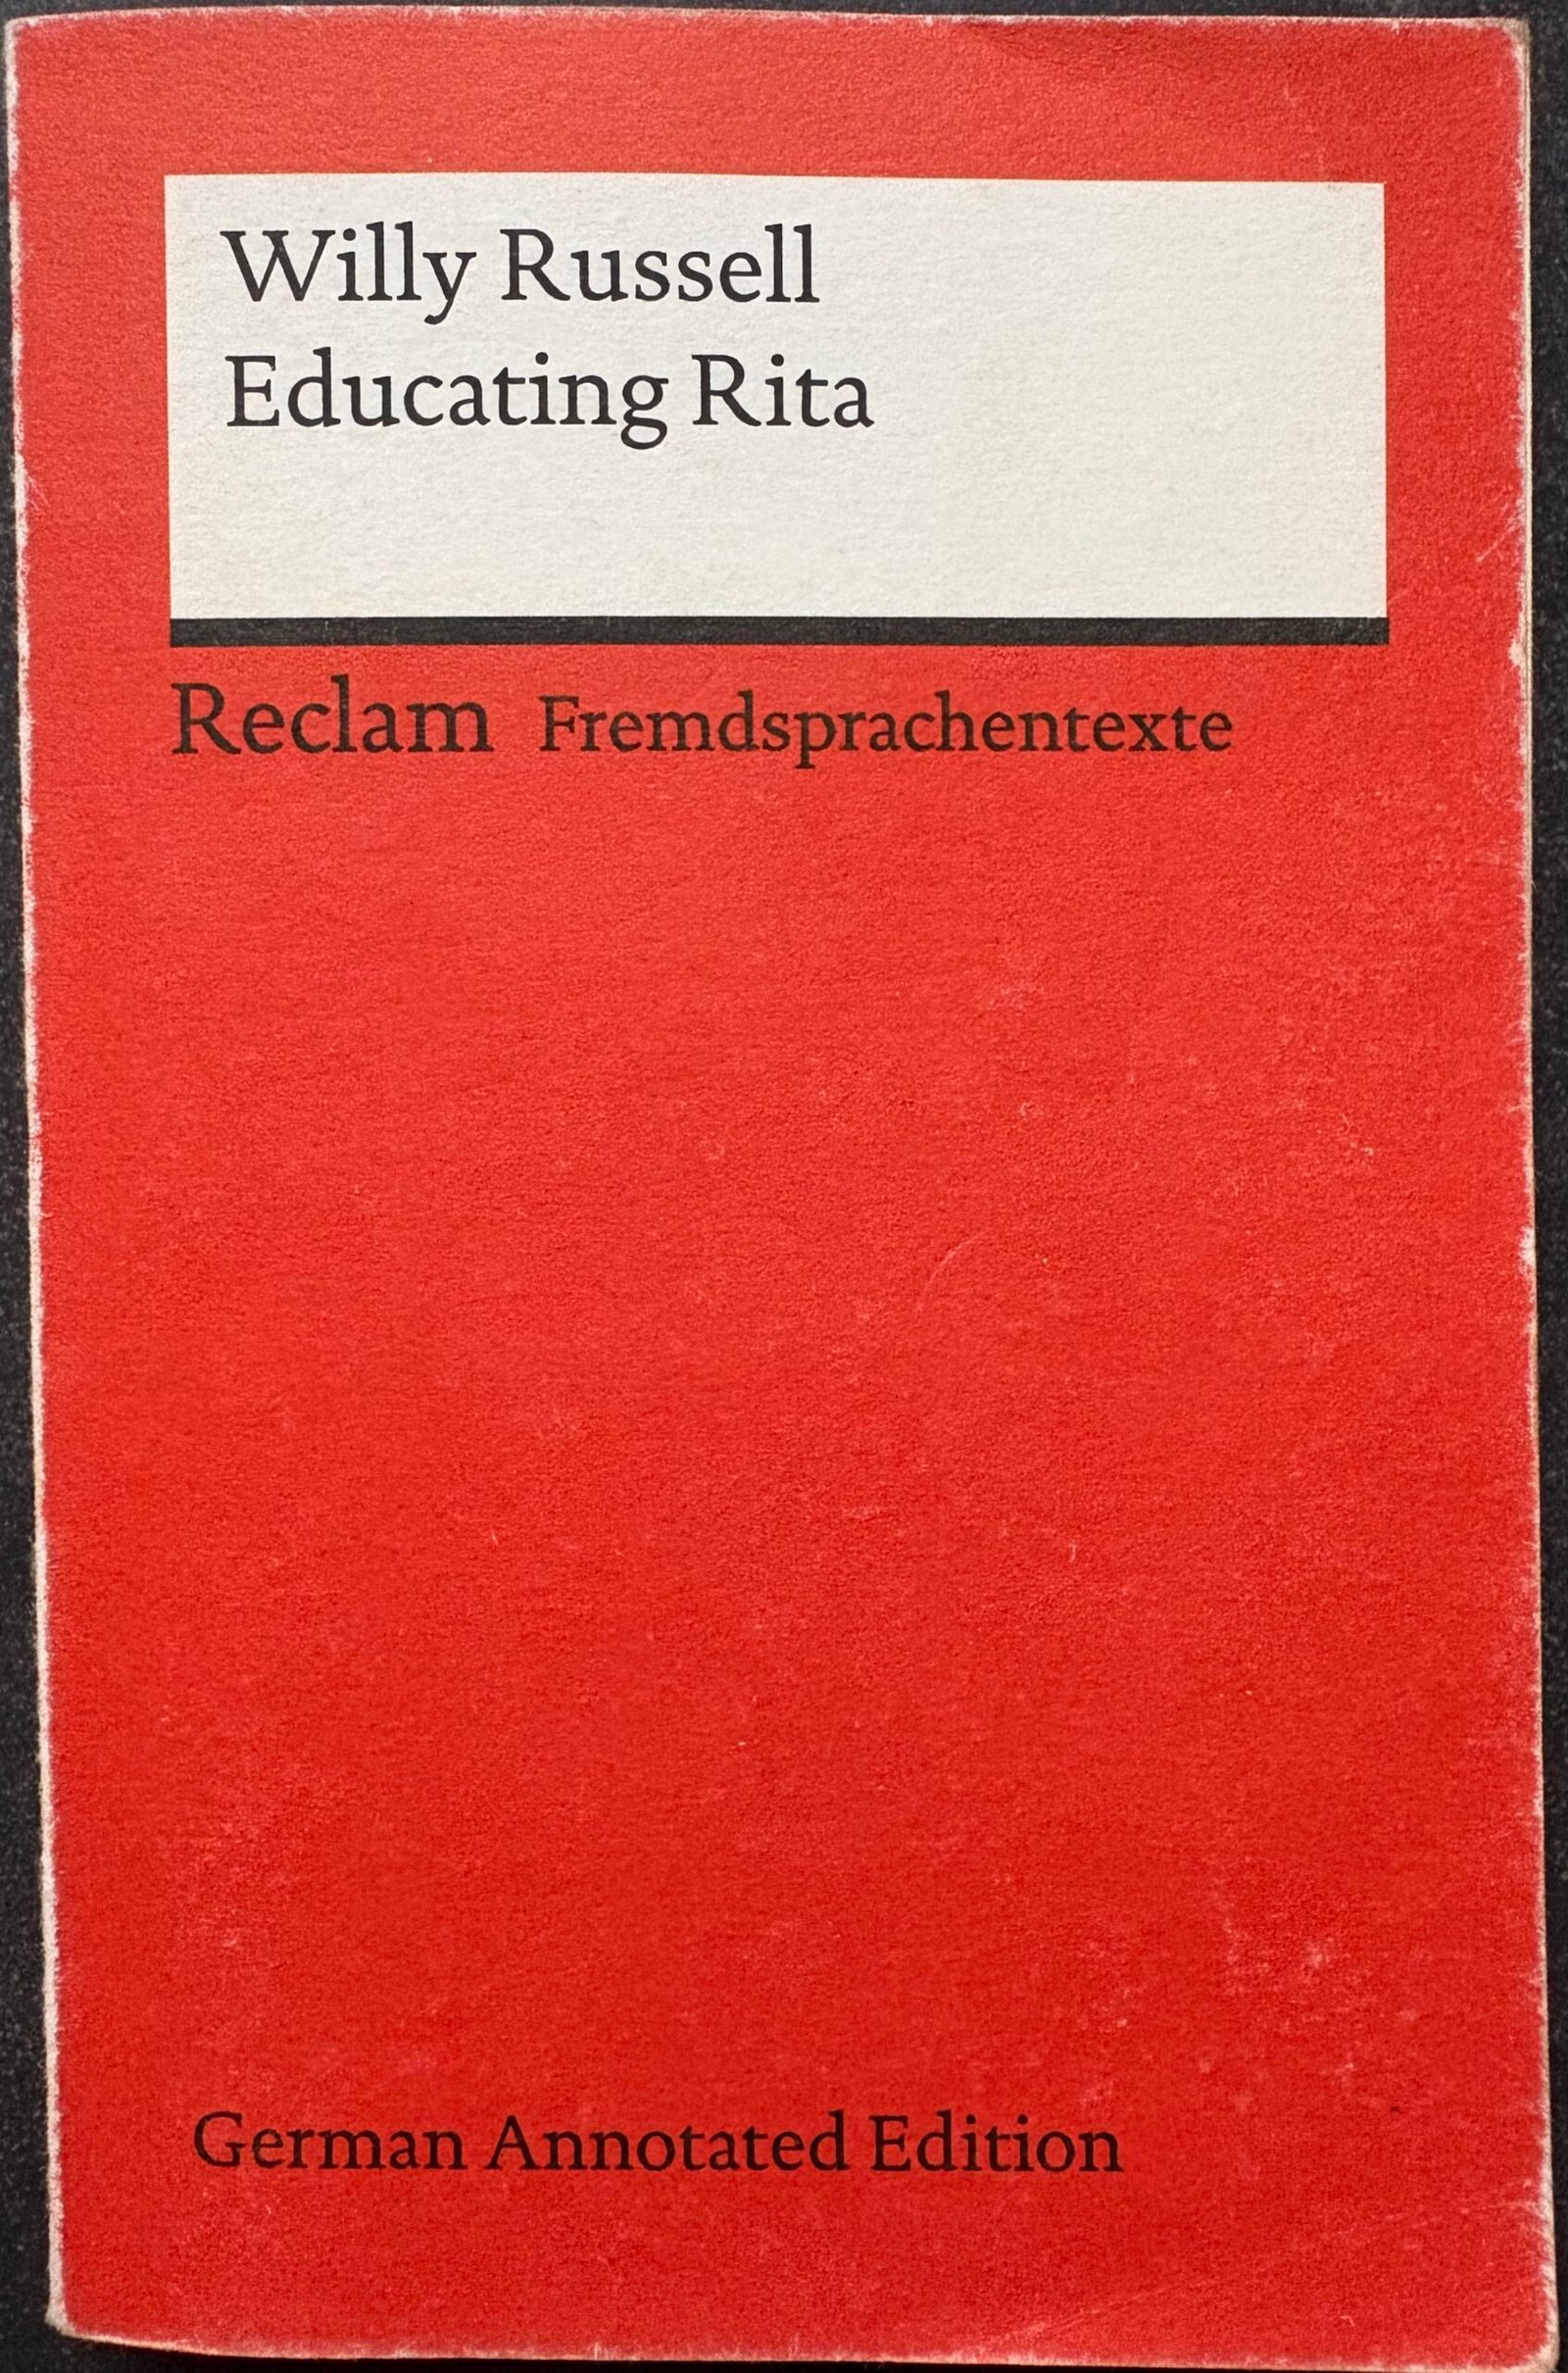 Willy Russell
Educating Rita
Reclam Fremdsprachentexte
German Annotated Edition